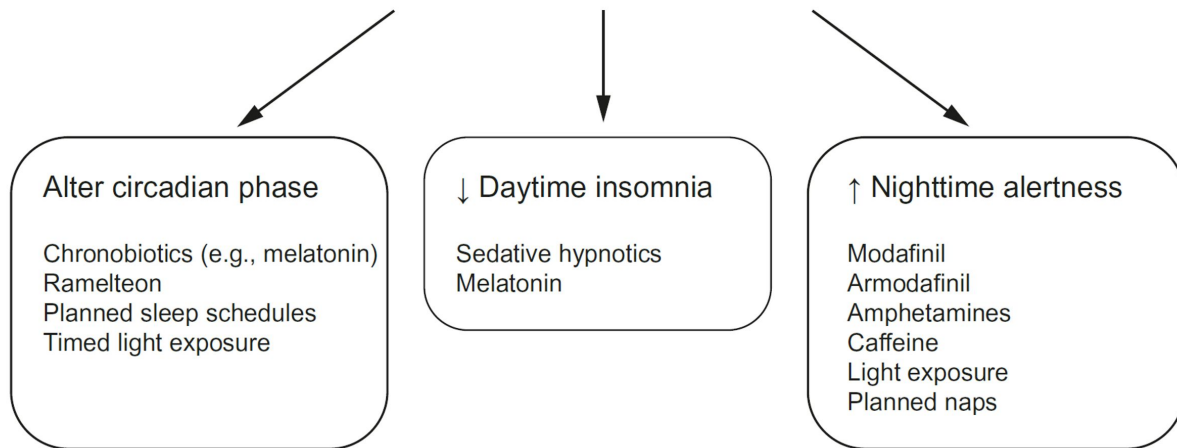 Alter circadian phase
Chronobiotics (e.g., melatonin)
Ramelteon
Planned sleep schedules
Timed light exposure
↓ Daytime insomnia
Sedative hypnotics
Melatonin
↑ Nighttime alertness
Modafinil
Armodafinil
Amphetamines
Caffeine
Light exposure
Planned naps